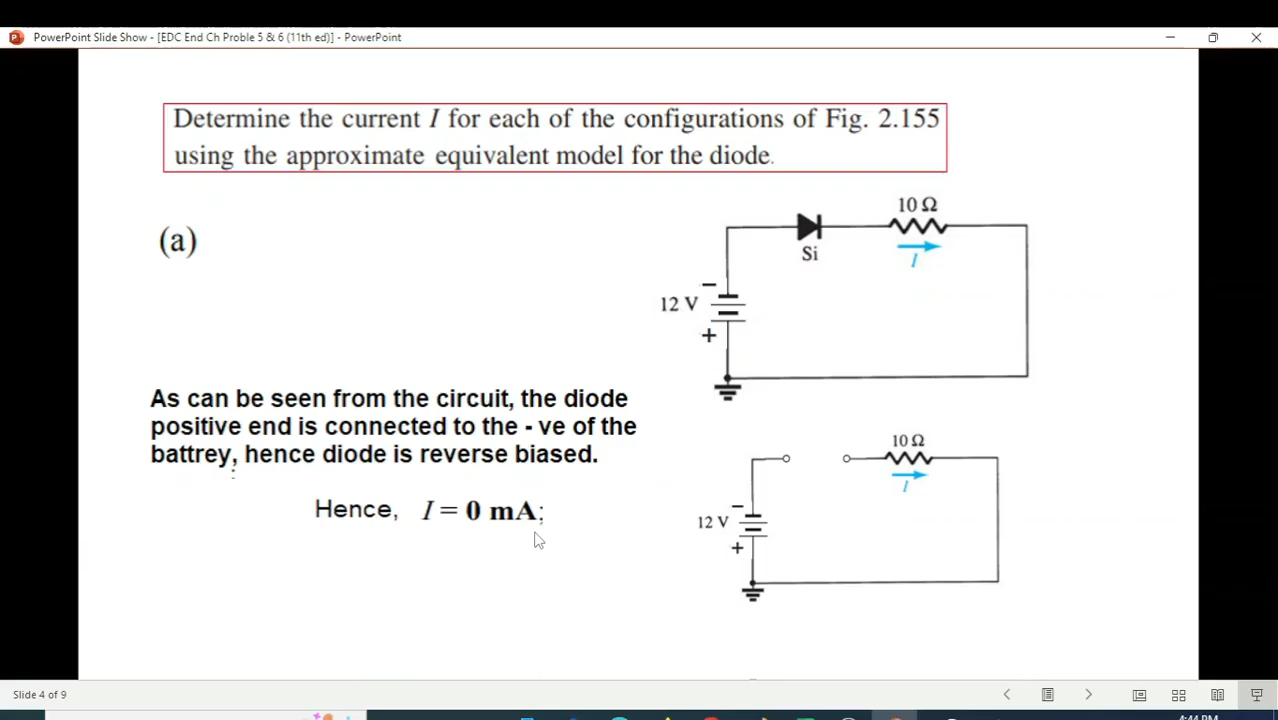 PowerPoint Slide Show - [EDC End Ch Proble 5 & 6 (11th ed)] - PowerPoint
Determine the current I for each of the configurations of Fig. 2.155
using the approximate equivalent model for the diode.
(a)
10 Ω
Si
I
12 V
−
+
As can be seen from the circuit, the diode
positive end is connected to the - ve of the
battrey, hence diode is reverse biased.
Hence, I = 0 mA;
10 Ω
I
12 V
−
+
Slide 4 of 9
4:44 PM